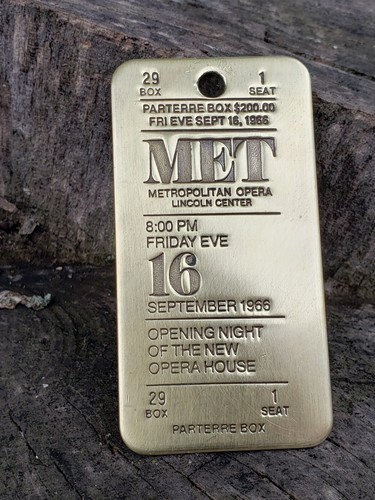 29 1
BOX SEAT
PARTERRE BOX $200.00
FRI EVE SEPT 16, 1966
MET
METROPOLITAN OPERA
LINCOLN CENTER
8:00 PM
FRIDAY EVE
16
SEPTEMBER 1966
OPENING NIGHT
OF THE NEW
OPERA HOUSE
29 1
BOX SEAT
PARTERRE BOX